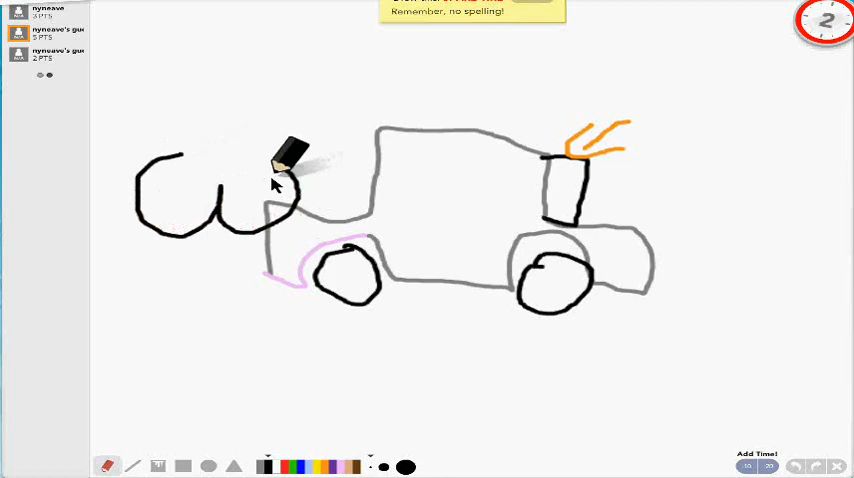 nyneave
3 PTS
nyneave's gue
5 PTS
nyneave's gue
2 PTS
Remember, no spelling!
2
Add Time!
-10 -20